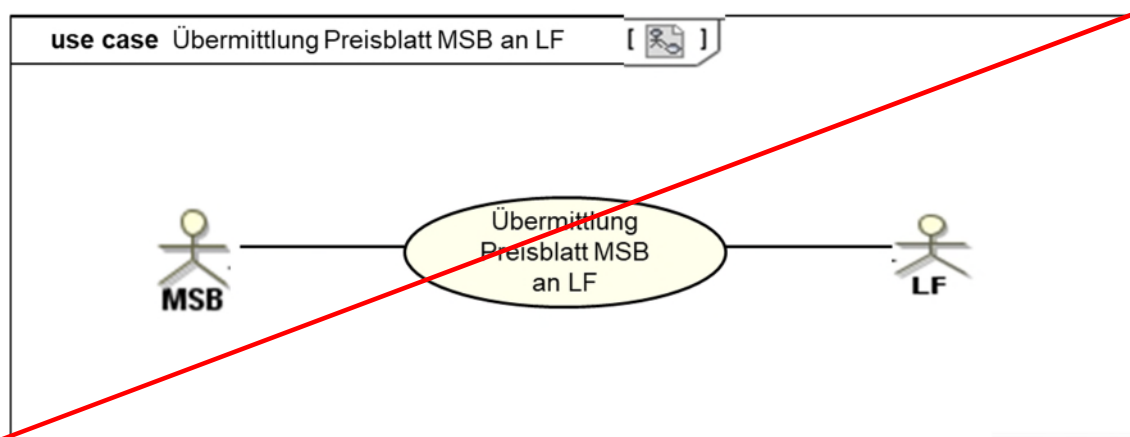 use case Übermittlung Preisblatt MSB an LF [ ]
Übermittlung
Preisblatt MSB
an LF
MSB
LF